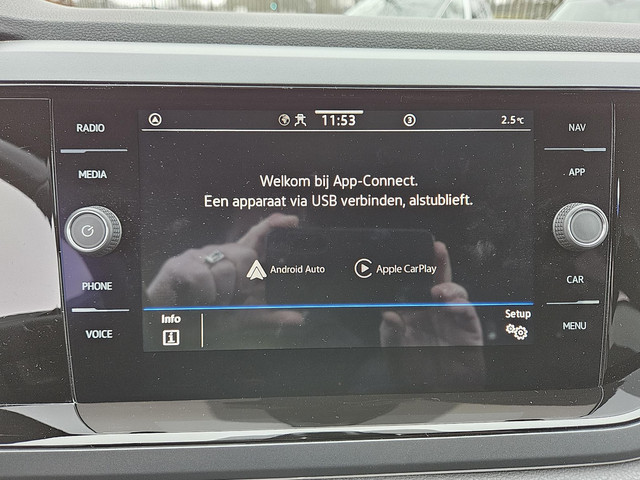 RADIO
MEDIA
PHONE
VOICE
11:53
3
2.5°C
Welkom bij App-Connect.
Een apparaat via USB verbinden, alstublieft.
Android Auto
Apple CarPlay
Info
Setup
NAV
APP
CAR
MENU